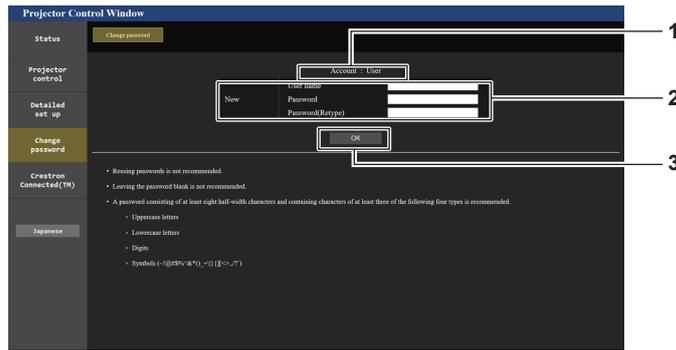 Projector Control Window
Status
Change password
1
Projector
control
Account : User
User name
New
Password
2
Password(Retype)
Detailed
set up
OK
Change
password
3
Crestron
Connected(TM)
• Reusing passwords is not recommended.
• Leaving the password blank is not recommended.
• A password consisting of at least eight half-width characters and containing characters of at least three of the following four types is recommended.
• Uppercase letters
• Lowercase letters
• Digits
Japanese
• Symbols